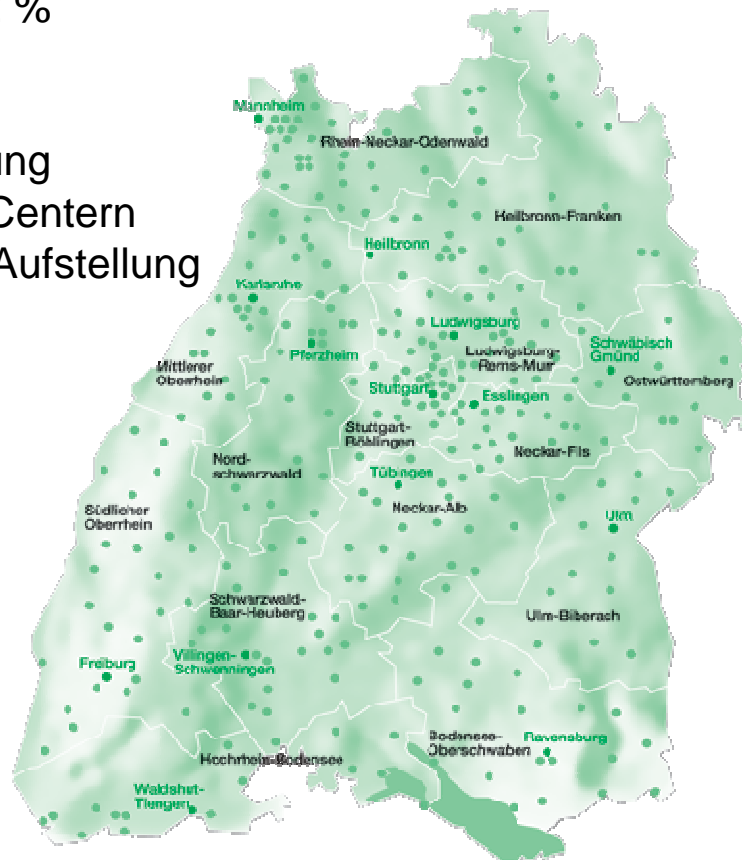 %
ung
Centern
Aufstellung
Mannheim
Rhein-Neckar-Odenwald
Heilbronn-Franken
Heilbronn
Karlsruhe
Ludwigsburg
Pforzheim
Mittlerer
Oberrhein
Ludwigsburg-
Rems-Murr
Schwäbisch
Gmünd
Ostwürttemberg
Stuttgart
Esslingen
Stuttgart-
Böblingen
Neckar-Fils
Nord-
schwarzwald
Tübingen
Neckar-Alb
Südlicher
Oberrhein
Ulm
Schwarzwald-
Baar-Heuberg
Ulm-Biberach
Freiburg
Villingen-
Schwenningen
Bodensee-
Oberschwaben
Ravensburg
Hochrhein-Bodensee
Waldshut-
Tiengen